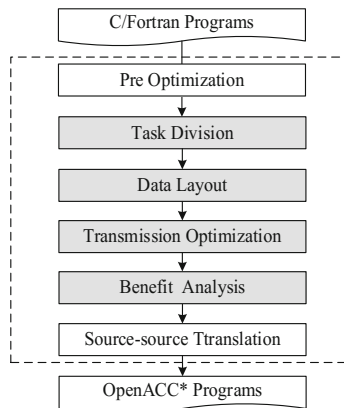 C/Fortran Programs
Pre Optimization
Task Division
Data Layout
Transmission Optimization
Benefit Analysis
Source-source Ttranslation
OpenACC* Programs